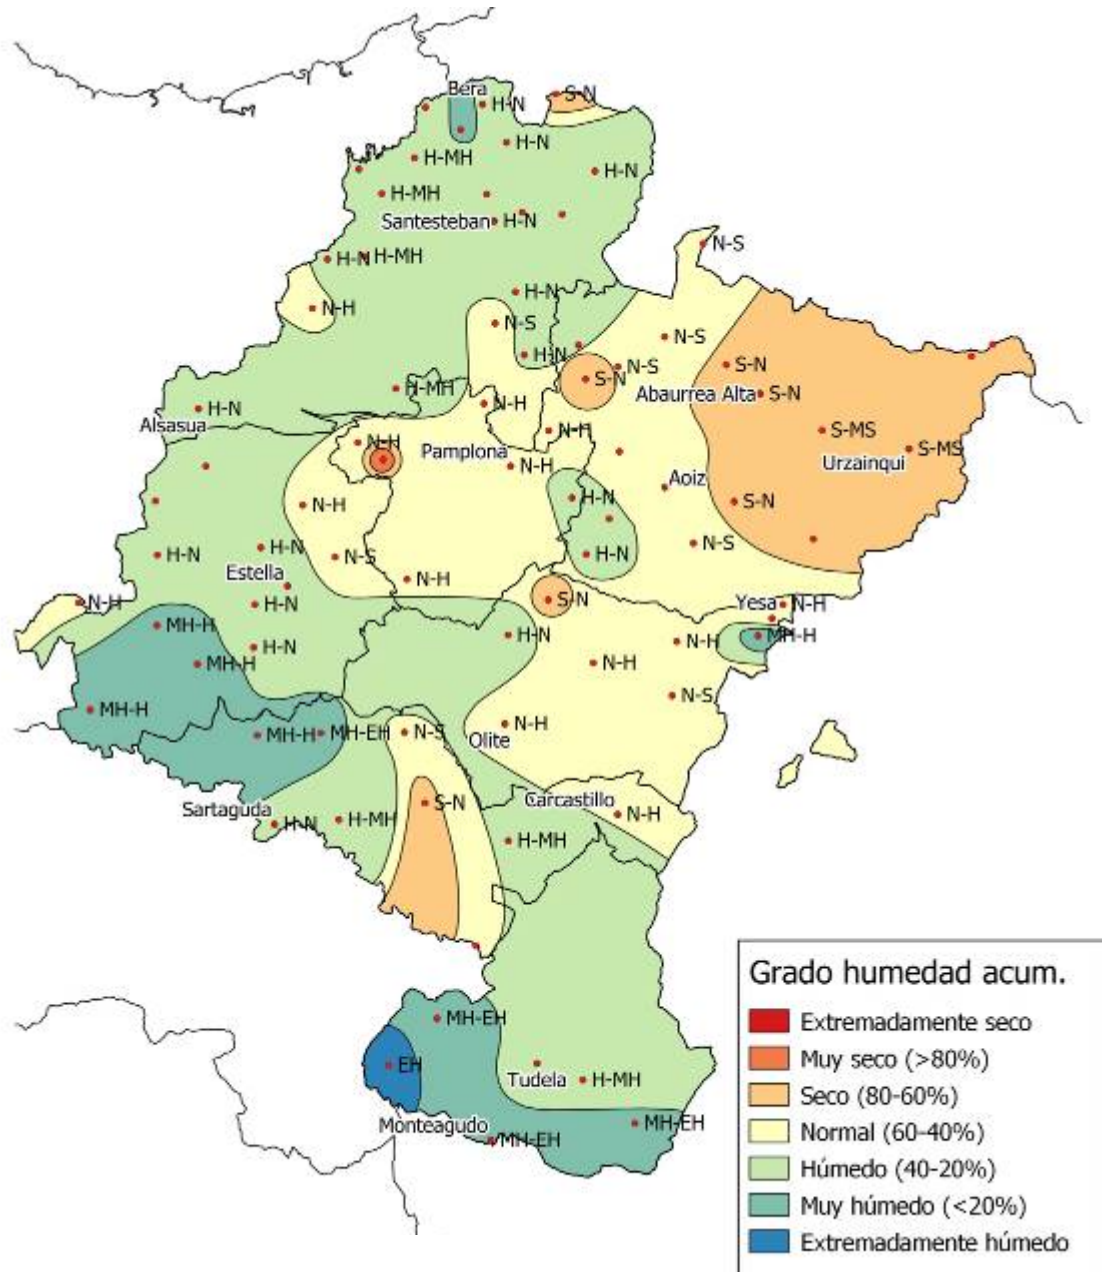 Bera
H-N
S-N
H-N
H-MH
H-N
H-MH
Santesteban
H-N
N-S
H-N
H-MH
H-N
N-H
N-S
N-S
H-N
N-S
S-N
S-N
H-MH
Abaurrea Alta
S-N
N-H
H-N
Alsasua
N-H
S-MS
N-H
Pamplona
S-MS
N-H
Urzainqui
Aoiz
H-N
N-H
S-N
N-S
H-N
H-N
N-S
H-N
Estella
N-H
S-N
N-H
H-N
Yesa
N-H
MH-H
H-N
MH-H
N-H
H-N
MH-H
N-H
N-S
MH-H
N-H
MH-H
MH-EH
N-S
Olite
Carcastillo
S-N
Sartaguda
N-H
H-N
H-MH
H-MH
MH-EH
EH
Tudela
H-MH
Monteagudo
MH-EH
MH-EH
Grado humedad acum.
Extremadamente seco
Muy seco (>80%)
Seco (80-60%)
Normal (60-40%)
Húmedo (40-20%)
Muy húmedo (<20%)
Extremadamente húmedo